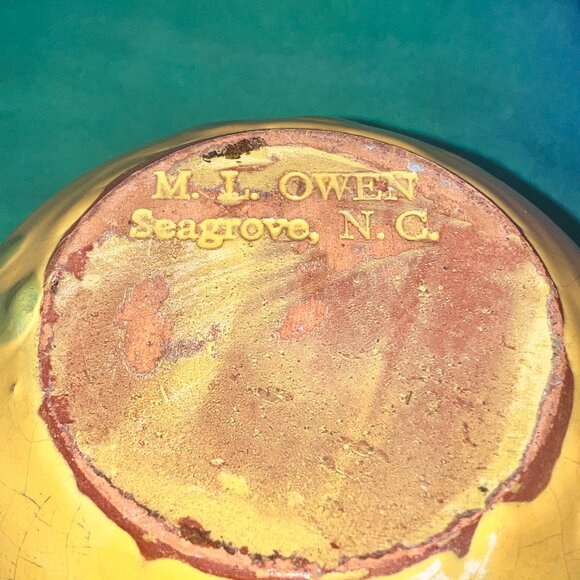 M. L. OWEN
Seagrove, N. C.